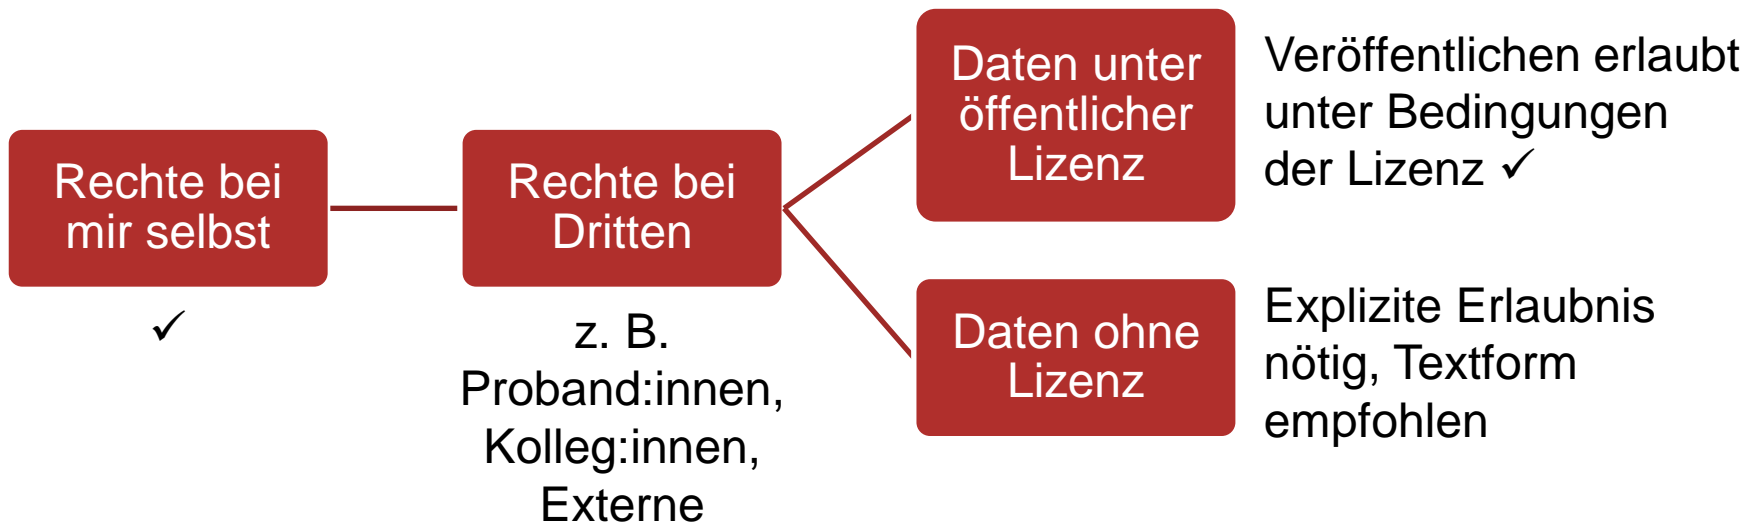 Rechte bei
mir selbst
✓
Rechte bei
Dritten
z. B.
Proband:innen,
Kolleg:innen,
Externe
Daten unter
öffentlicher
Lizenz
Veröffentlichen erlaubt
unter Bedingungen
der Lizenz ✓
Daten ohne
Lizenz
Explizite Erlaubnis
nötig, Textform
empfohlen